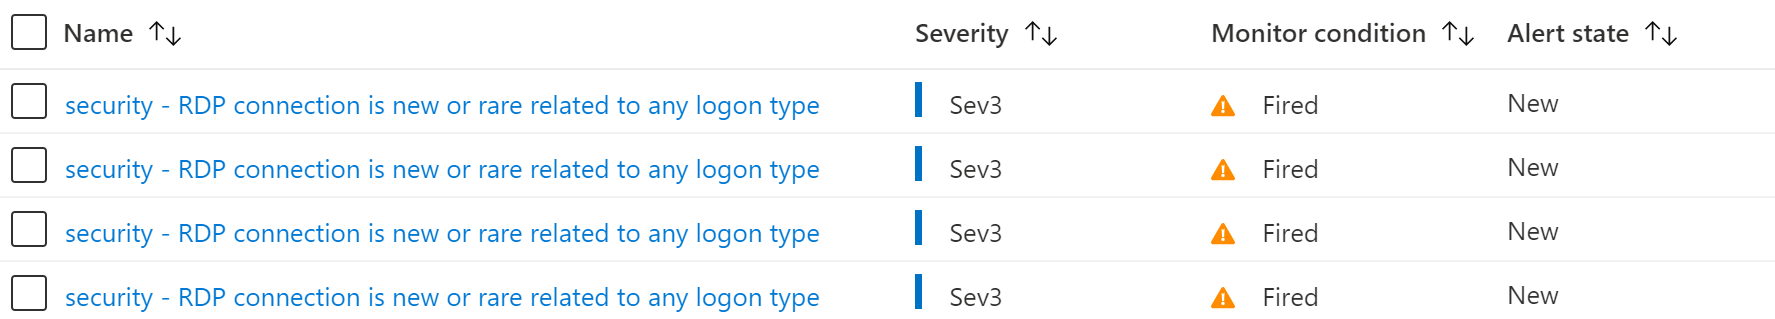 Name Severity Monitor condition Alert state
security - RDP connection is new or rare related to any logon type Sev3 Fired New
security - RDP connection is new or rare related to any logon type Sev3 Fired New
security - RDP connection is new or rare related to any logon type Sev3 Fired New
security - RDP connection is new or rare related to any logon type Sev3 Fired New